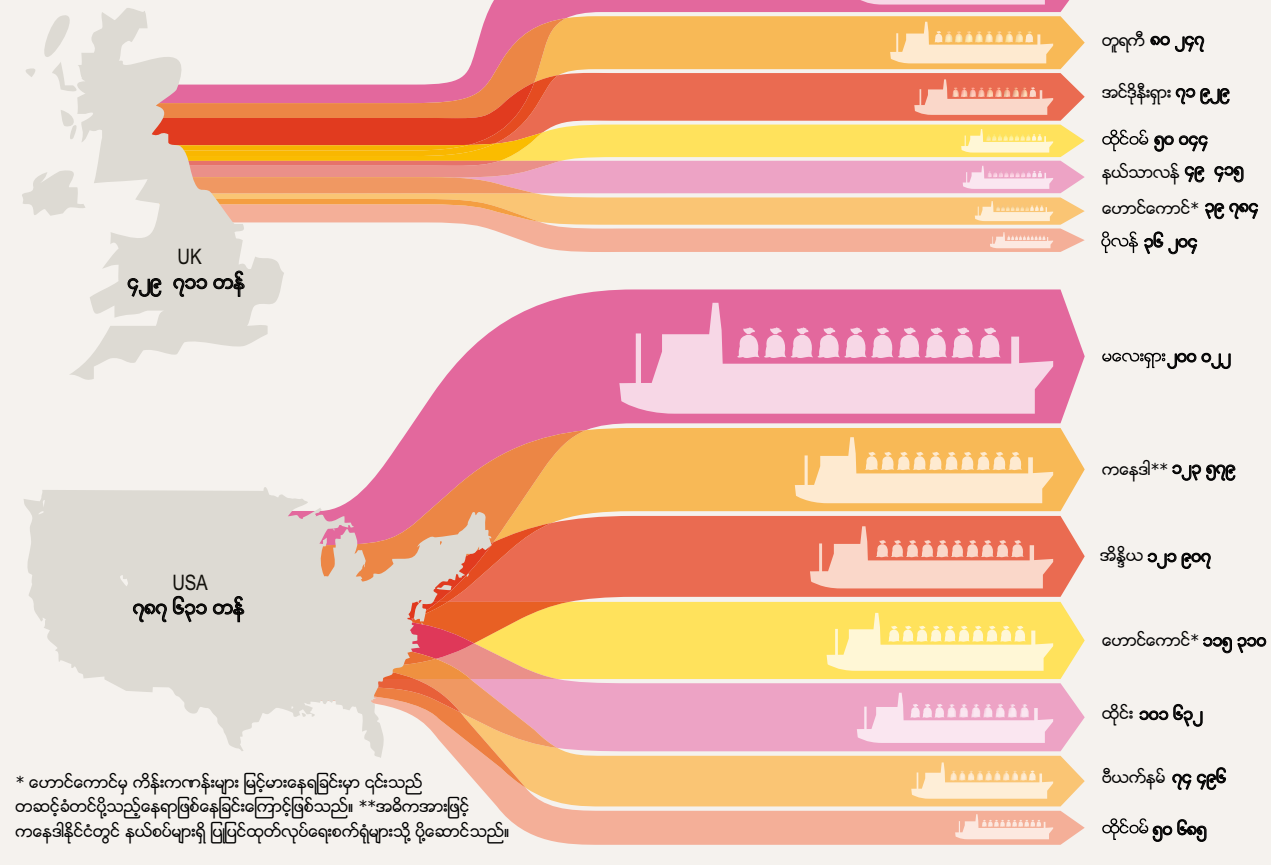 တူရကီ ၈၀ ၂၄၇
အင်ဒိုနီးရှား ၇၁ ၉၂၉
ထိုင်ဝမ် ၅၀ ၀၄၄
နယ်သာလန် ၄၉ ၄၁၅
ဟောင်ကောင်* ၃၉ ၇၈၄
ပိုလန် ၃၆ ၂၀၄
UK
၄၂၉ ၇၁၁ တန်
မလေးရှား ၂၀၀ ၀၂၂
ကနေဒါ** ၁၂၃ ၅၇၉
အိန္ဒိယ ၁၂၁ ၉၀၇
USA
၇၈၇ ၆၃၁ တန်
ဟောင်ကောင်* ၁၁၅ ၃၁၀
ထိုင်း ၁၀၁ ၆၃၂
ဗီယက်နမ် ၇၄ ၄၉၆
ထိုင်ဝမ် ၅၀ ၆၈၅
* ဟောင်ကောင်မှ ကိန်းဂဏန်းများ မြင့်မားနေရခြင်းမှာ ၎င်းသည်
တဆင့်ခံတင်ပို့သည့်နေရာဖြစ်နေခြင်းကြောင့်ဖြစ်သည်။ **အဓိကအားဖြင့်
ကနေဒါနိုင်ငံတွင် နယ်စပ်များရှိ ပြုပြင်ထုတ်လုပ်ရေးစက်ရုံများသို့ ပို့ဆောင်သည်။